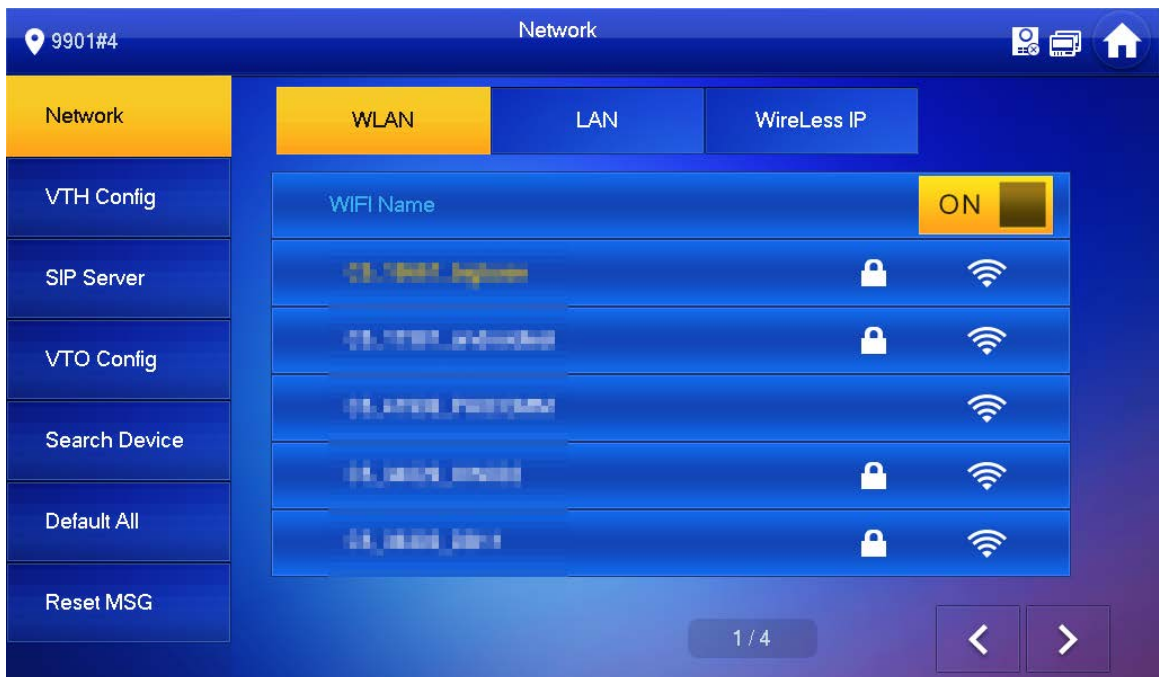 9901#4
Network
Network
WLAN
LAN
WireLess IP
VTH Config
WIFI Name
ON
SIP Server
VTO Config
Search Device
Default All
Reset MSG
1 / 4